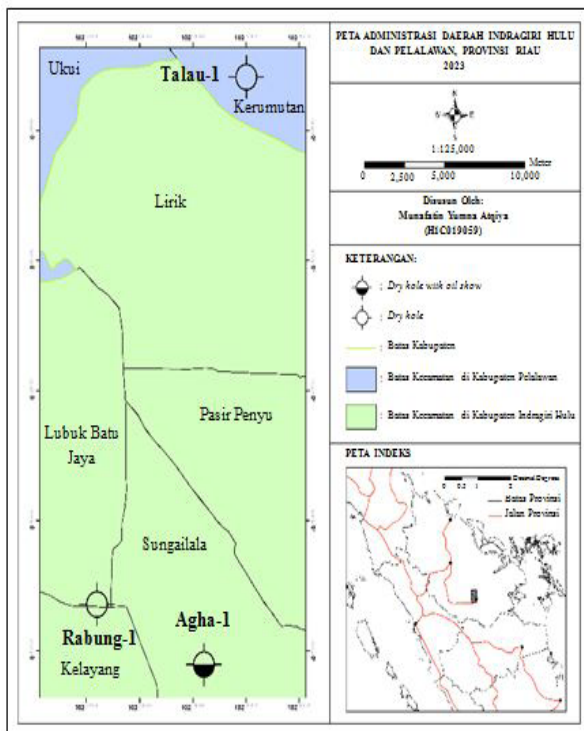 PETA ADMINISTRASI DAERAH INDRAGIRI HULU
DAN PELALAWAN, PROVINSI RIAU
2023
N
E
S
1:125,000
Meter
0 2,500 5,000 10,000
Disusun Oleh:
Munafatin Yumna Atqiya
(H1C019059)
KETERANGAN:
: Dry hole with oil show
: Dry hole
: Batas Kabupaten
: Batas Kecamatan di Kabupaten Pelalawan
: Batas Kecamatan di Kabupaten Indragiri Hulu
PETA INDEKS
Batas Provinsi
Jalan Provinsi
Ukui
Talau-1
Kerumutan
Lirik
Pasir Penyu
Lubuk Batu
Jaya
Sungailala
Agha-1
Rabung-1
Kelayang